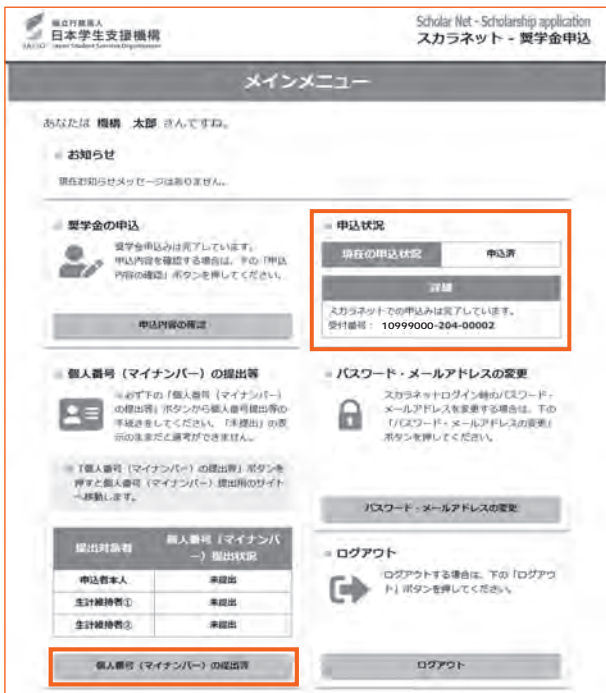 独立行政法人
日本学生支援機構
JASSO Japan Student Services Organization
Scholar Net - Scholarship application
スカラネット - 奨学金申込
メインメニュー
あなたは 機構 太郎 さんですね。
お知らせ
現在お知らせメッセージはありません。
奨学金の申込
奨学金申込みは完了しています。
申込内容を確認する場合は、下の「申込
内容の確認」ボタンを押してください。
申込内容の確認
申込状況
現在の申込状況 申込済
詳細
スカラネットでの申込みは完了しています。
受付番号： 10999000-204-00002
個人番号（マイナンバー）の提出等
※必ず下の「個人番号（マイナンバー）
の提出等」ボタンから個人番号提出等の
手続きをしてください。「未提出」の表
示のままだと選考ができません。
※「個人番号（マイナンバー）の提出等」ボタンを
押すと個人番号（マイナンバー）提出用のサイト
へ移動します。
提出対象者 個人番号（マイナンバ
ー）提出状況
申込者本人 未提出
生計維持者① 未提出
生計維持者② 未提出
個人番号（マイナンバー）の提出等
パスワード・メールアドレスの変更
スカラネットログイン時のパスワード・
メールアドレスを変更する場合は、下の
「パスワード・メールアドレスの変更」
ボタンを押してください。
パスワード・メールアドレスの変更
ログアウト
ログアウトする場合は、下の「ログアウ
ト」ボタンを押してください。
ログアウト